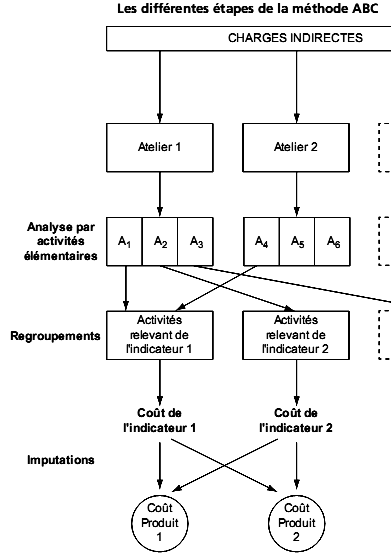 Les différentes étapes de la méthode ABC
CHARGES INDIRECTES
Atelier 1
Atelier 2
Analyse par
activités
élémentaires
A1
A2
A3
A4
A5
A6
Regroupements
Activités
relevant de
l'indicateur 1
Activités
relevant de
l'indicateur 2
Coût de
l'indicateur 1
Coût de
l'indicateur 2
Imputations
Coût
Produit
1
Coût
Produit
2